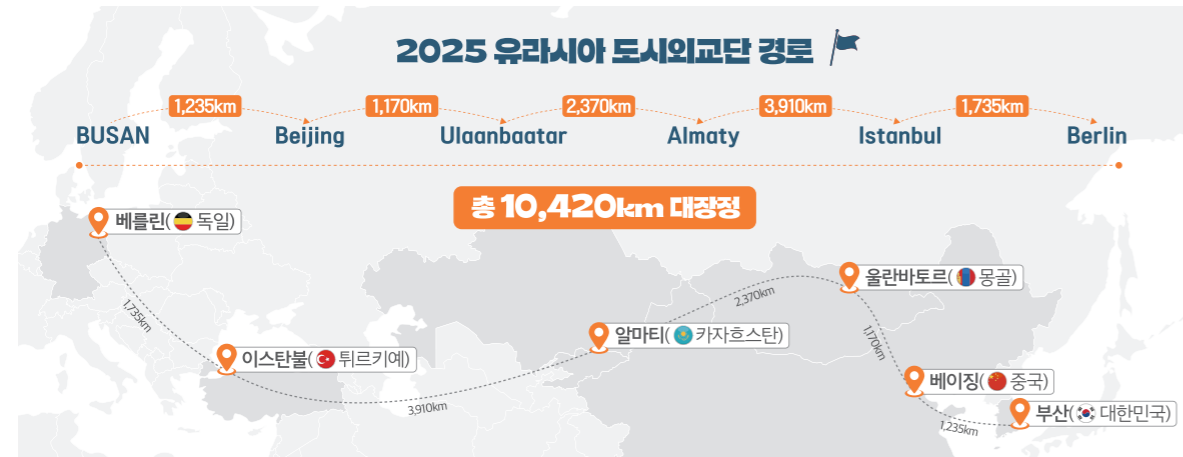 2025 유라시아 도시외교단 경로
1,235km 1,170km 2,370km 3,910km 1,735km
BUSAN Beijing Ulaanbaatar Almaty Istanbul Berlin
총 10,420km 대장정
베를린(독일)
울란바토르(몽골)
2,370km
1,735km
알마티(카자흐스탄)
1,170km
이스탄불(튀르키예)
베이징(중국)
3,910km
부산(대한민국)
1,235km